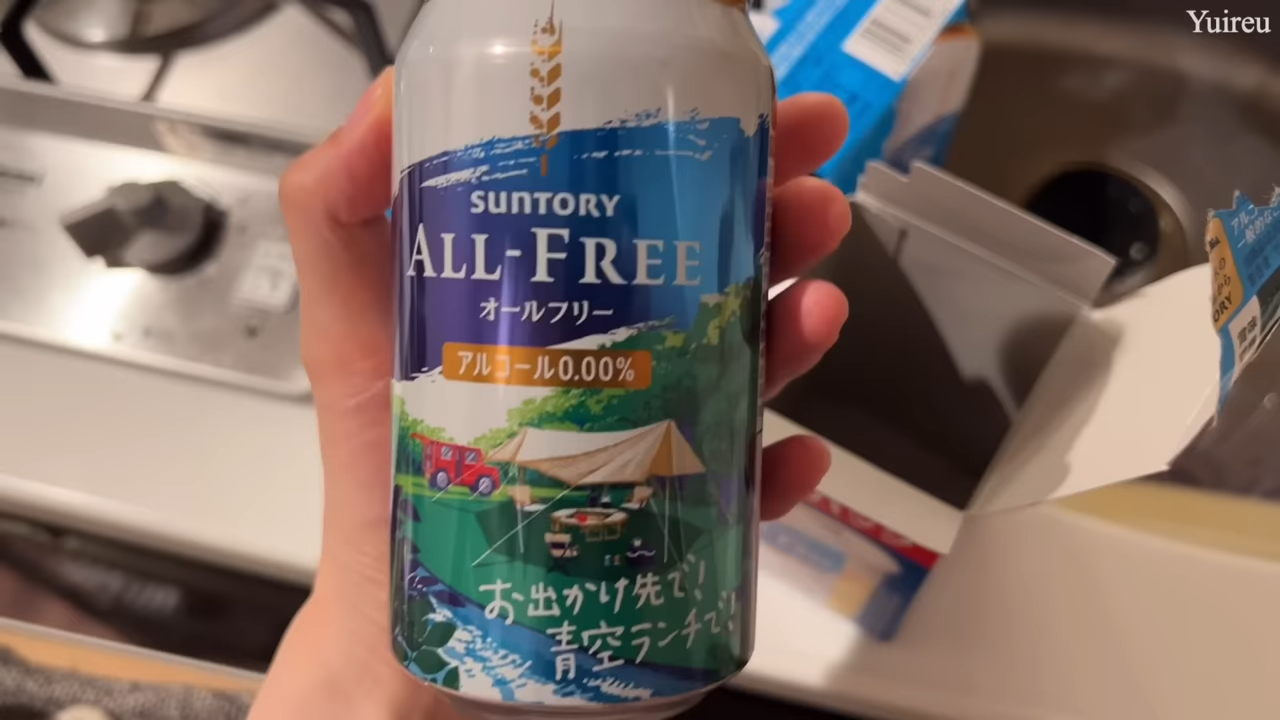 Yuireu
SUNTORY
ALL-FREE
オールフリー
アルコール0.00%
お出かけ先で!
青空ランチで!